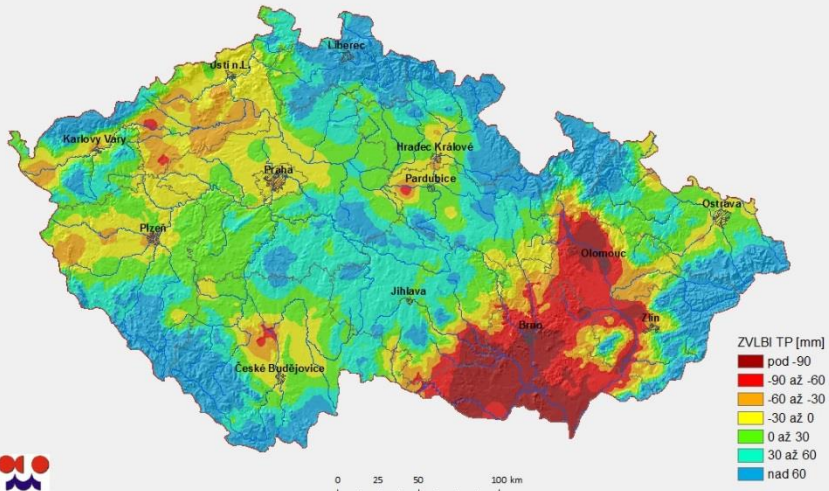 Liberec
Ústí n.L.
Karlovy Vary
Hradec Králové
Praha
Pardubice
Plzeň
Ostrava
Olomouc
Jihlava
Brno
Zlín
České Budějovice
ZVLBI TP [mm]
pod -90
-90 až -60
-60 až -30
-30 až 0
0 až 30
30 až 60
nad 60
0 25 50 100 km